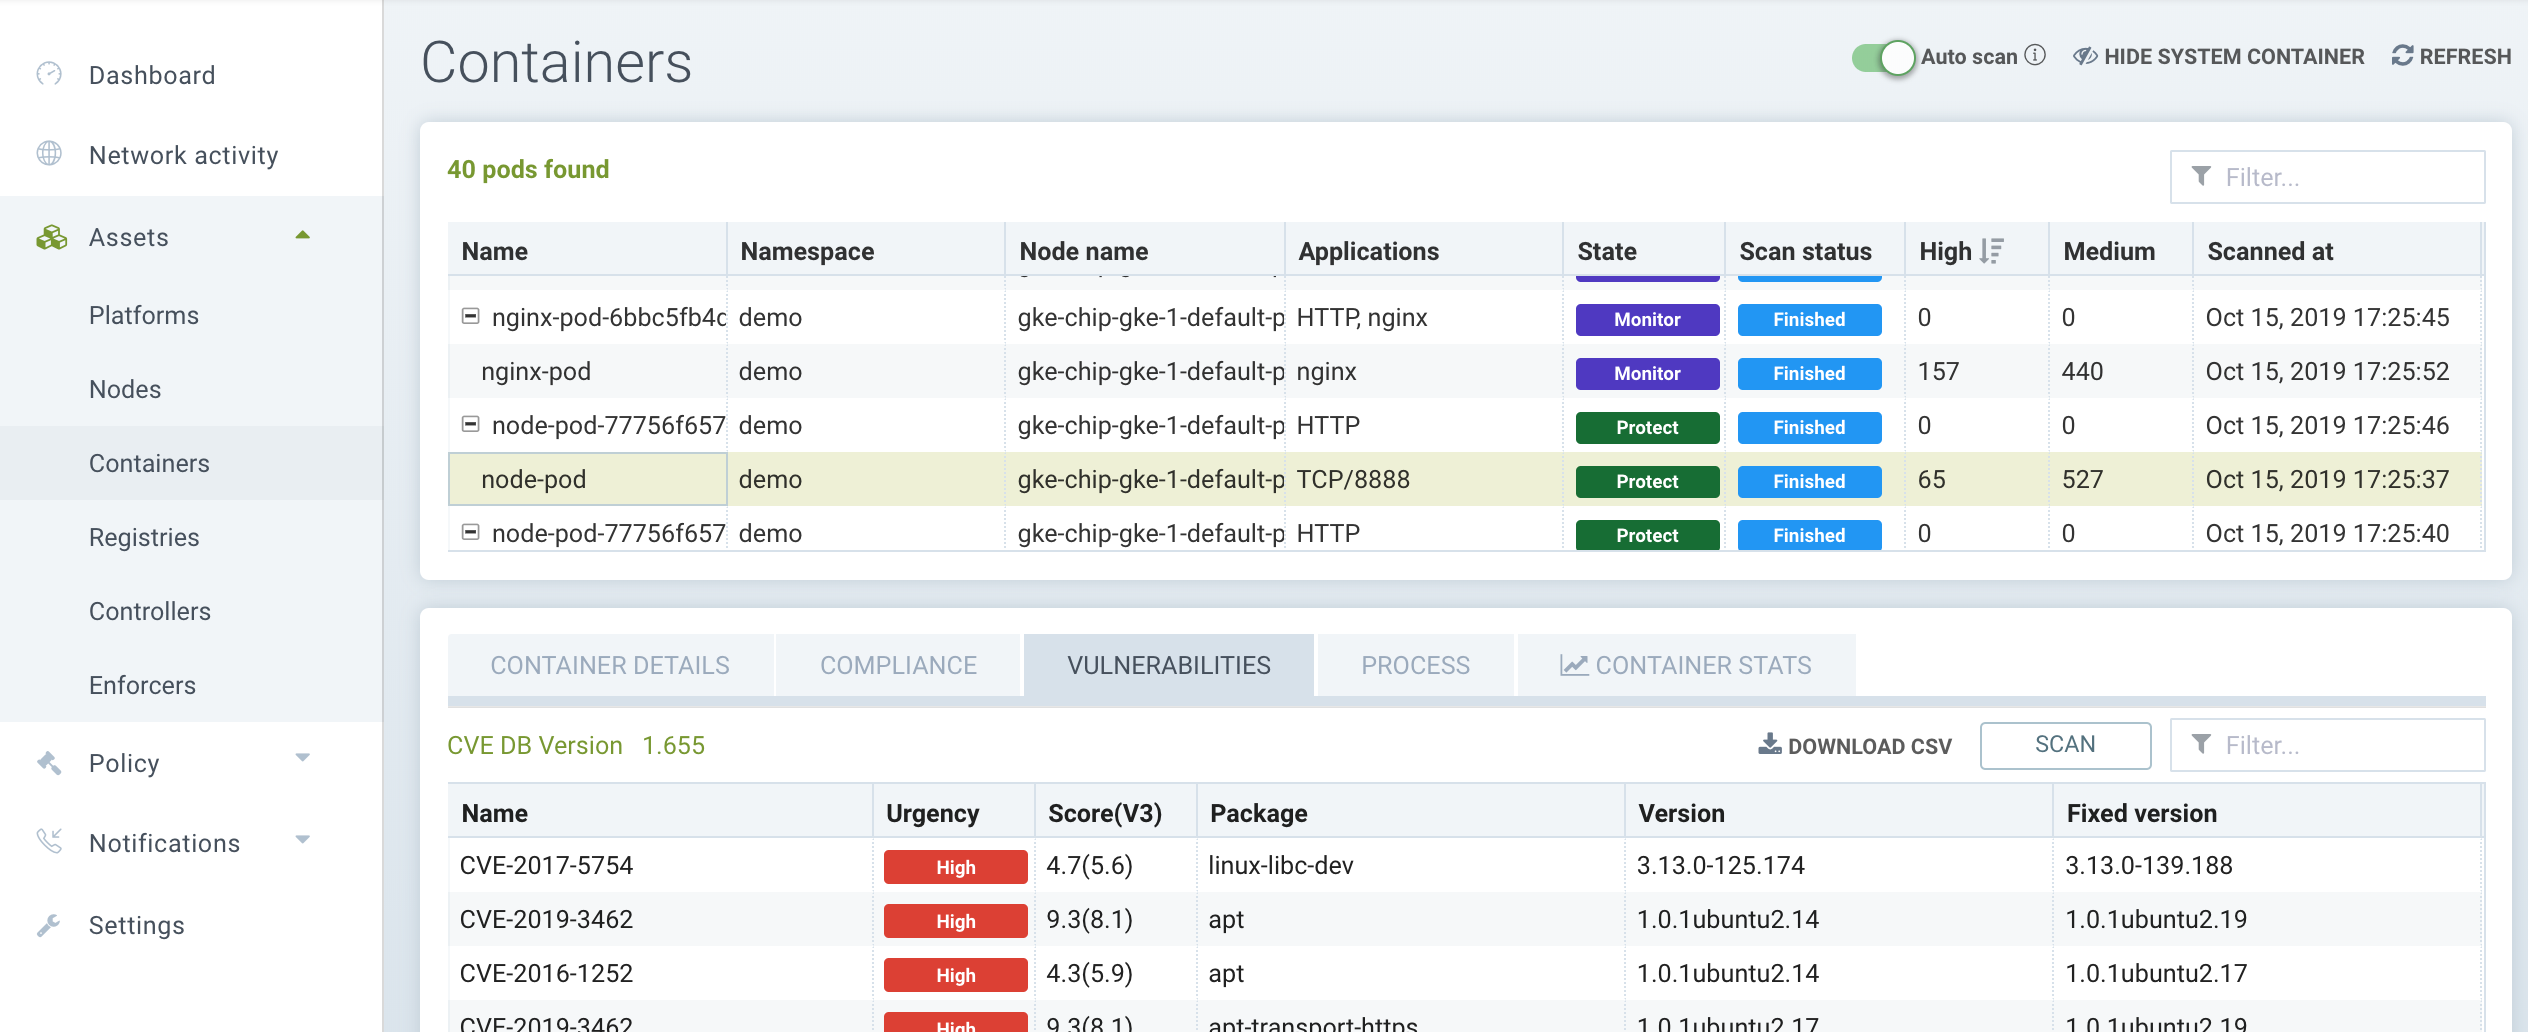 Dashboard
Network activity
Assets
Platforms
Nodes
Containers
Registries
Controllers
Enforcers
Policy
Notifications
Settings
Containers
Auto scan HIDE SYSTEM CONTAINER REFRESH
40 pods found
Filter...
Name Namespace Node name Applications State Scan status High Medium Scanned at
nginx-pod-6bbc5fb4d demo gke-chip-gke-1-default-p HTTP, nginx Monitor Finished 0 0 Oct 15, 2019 17:25:45
nginx-pod demo gke-chip-gke-1-default-p nginx Monitor Finished 157 440 Oct 15, 2019 17:25:52
node-pod-77756f657 demo gke-chip-gke-1-default-p HTTP Protect Finished 0 0 Oct 15, 2019 17:25:46
node-pod demo gke-chip-gke-1-default-p TCP/8888 Protect Finished 65 527 Oct 15, 2019 17:25:37
node-pod-77756f657 demo gke-chip-gke-1-default-p HTTP Protect Finished 0 0 Oct 15, 2019 17:25:40
CONTAINER DETAILS COMPLIANCE VULNERABILITIES PROCESS CONTAINER STATS
CVE DB Version 1.655
DOWNLOAD CSV SCAN Filter...
Name Urgency Score(V3) Package Version Fixed version
CVE-2017-5754 High 4.7(5.6) linux-libc-dev 3.13.0-125.174 3.13.0-139.188
CVE-2019-3462 High 9.3(8.1) apt 1.0.1ubuntu2.14 1.0.1ubuntu2.19
CVE-2016-1252 High 4.3(5.9) apt 1.0.1ubuntu2.14 1.0.1ubuntu2.17
CVE-2019-3462 High 9.3(8.1) apt-transport-https 1.0.1ubuntu2.17 1.0.1ubuntu2.19